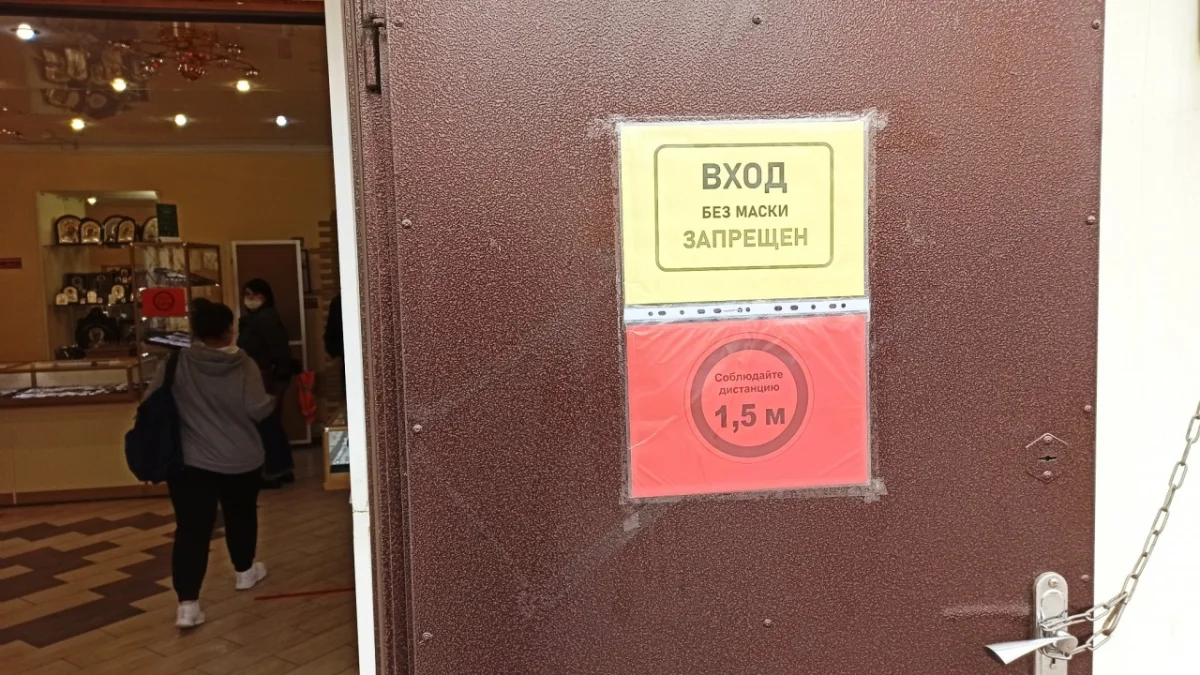 ВХОД
БЕЗ МАСКИ
ЗАПРЕЩЕН
Соблюдайте
дистанцию
1,5 м